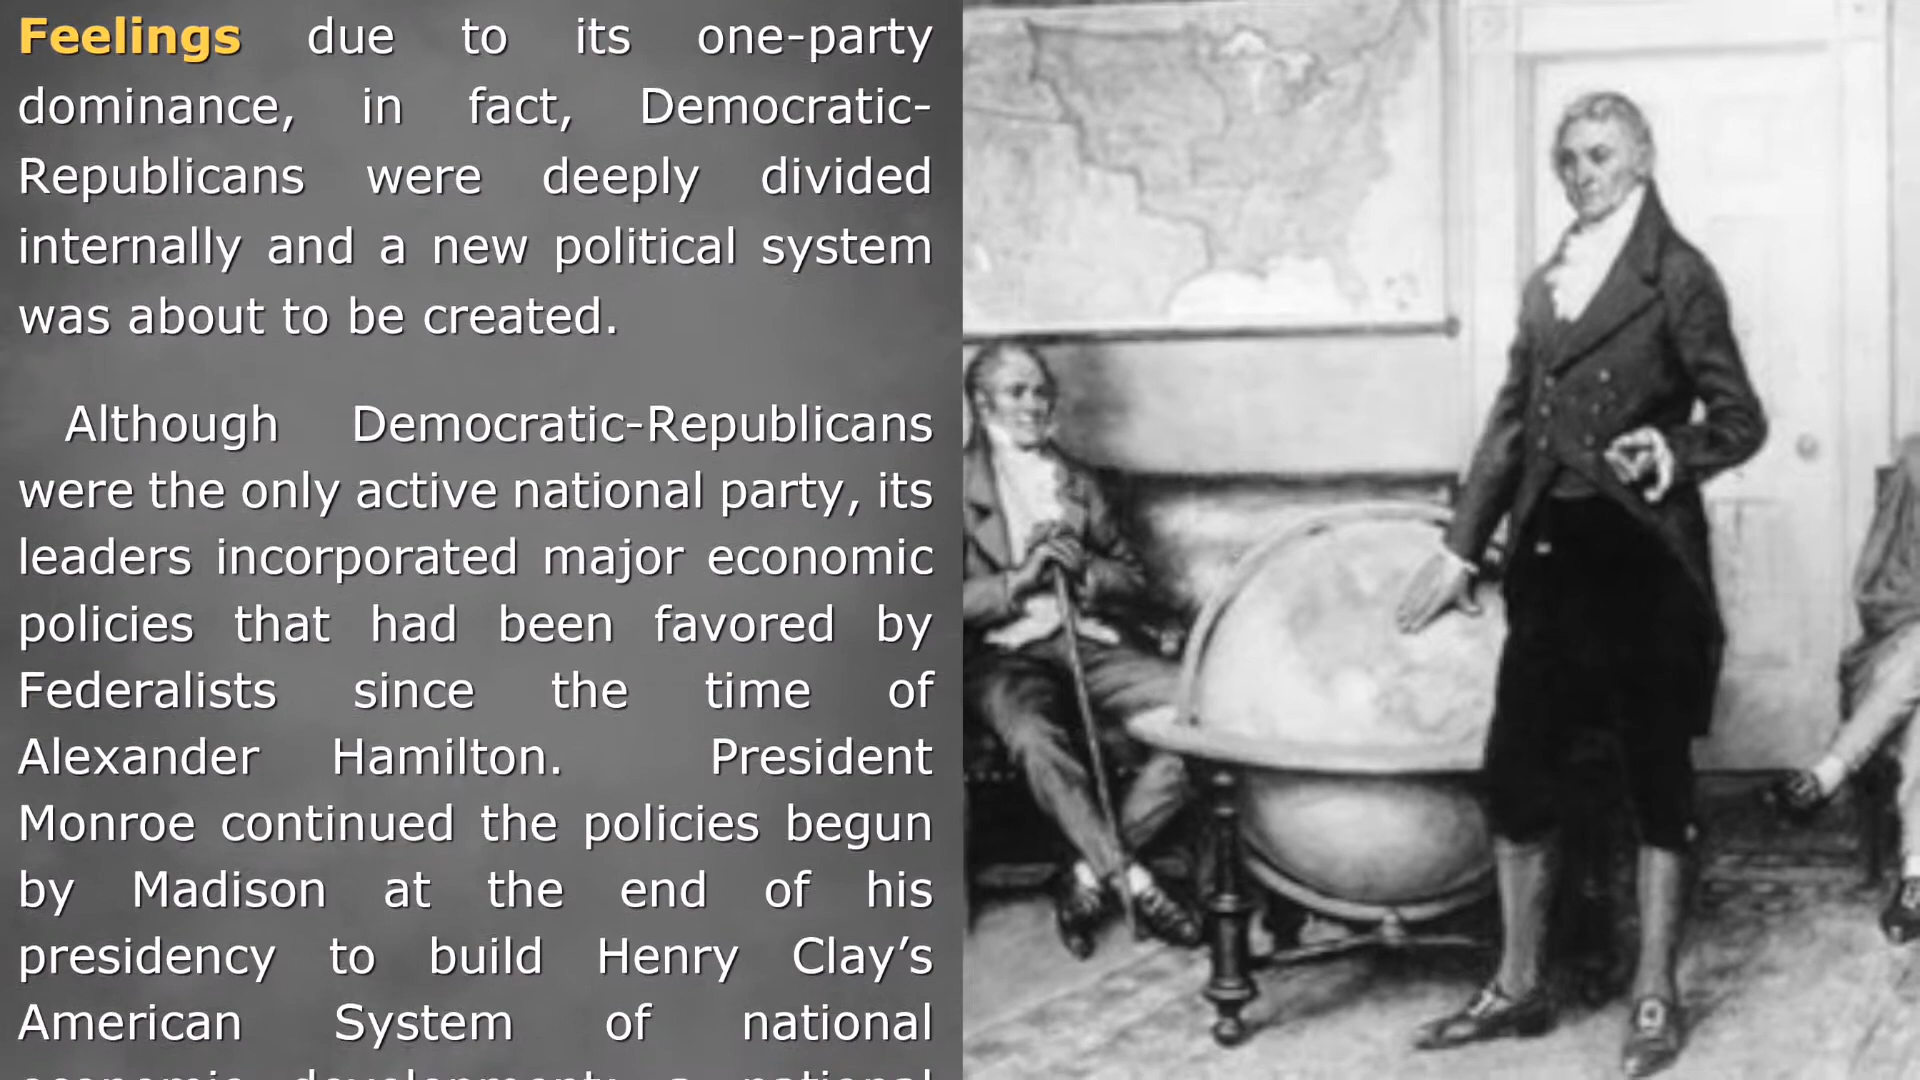 Feelings due to its one-party
dominance, in fact, Democratic-
Republicans were deeply divided
internally and a new political system
was about to be created.
Although Democratic-Republicans
were the only active national party, its
leaders incorporated major economic
policies that had been favored by
Federalists since the time of
Alexander Hamilton. President
Monroe continued the policies begun
by Madison at the end of his
presidency to build Henry Clay’s
American System of national
economic development: a national